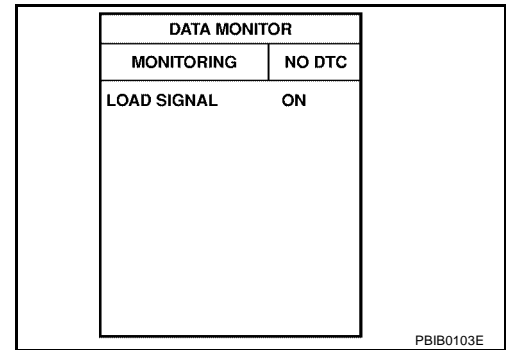 DATA MONITOR
MONITORING NO DTC
LOAD SIGNAL ON
PBIB0103E